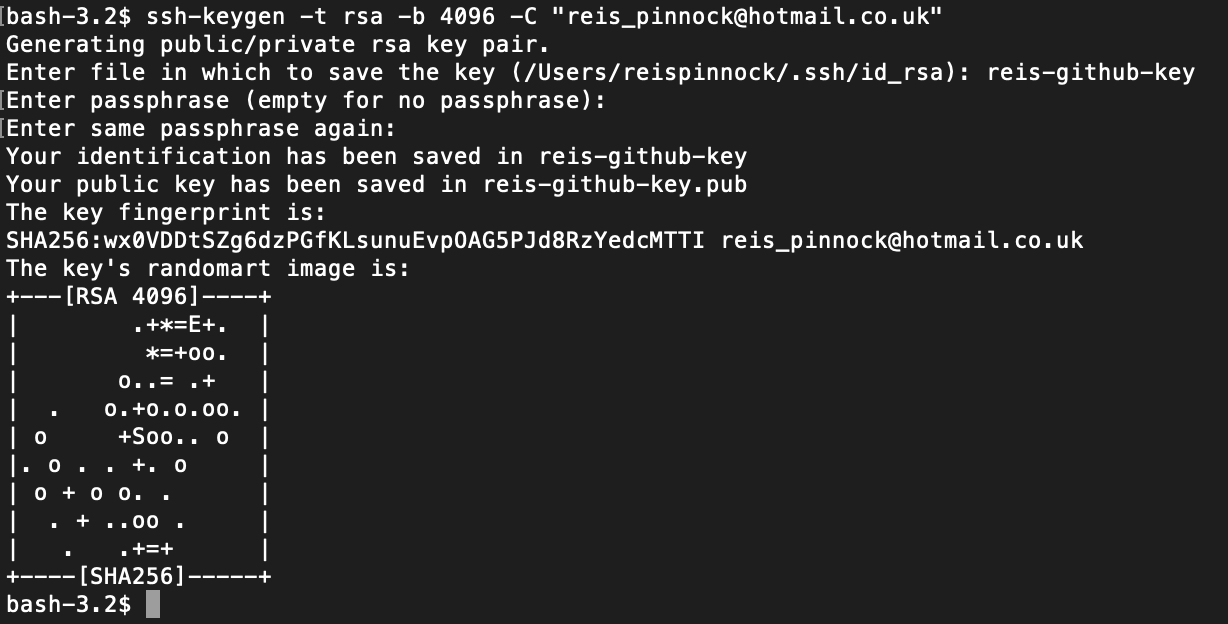 [bash-3.2$ ssh-keygen -t rsa -b 4096 -C "reis_pinnock@hotmail.co.uk"
Generating public/private rsa key pair.
Enter file in which to save the key (/Users/reispinnock/.ssh/id_rsa): reis-github-key
[Enter passphrase (empty for no passphrase):
[Enter same passphrase again:
Your identification has been saved in reis-github-key
Your public key has been saved in reis-github-key.pub
The key fingerprint is:
SHA256:wx0VDDtSZg6dzPGfKLsunuEvpOAG5PJd8RzYedcMTTI reis_pinnock@hotmail.co.uk
The key's randomart image is:
+---[RSA 4096]----+
|        .+*=E+.  |
|         *=+oo.  |
|       o..= .+   |
|  .   o.+o.o.oo. |
| o     +Soo.. o  |
|. o . . +. o     |
| o + o o. .      |
|  . + ..oo .     |
|   .   .+=+      |
+----[SHA256]-----+
bash-3.2$